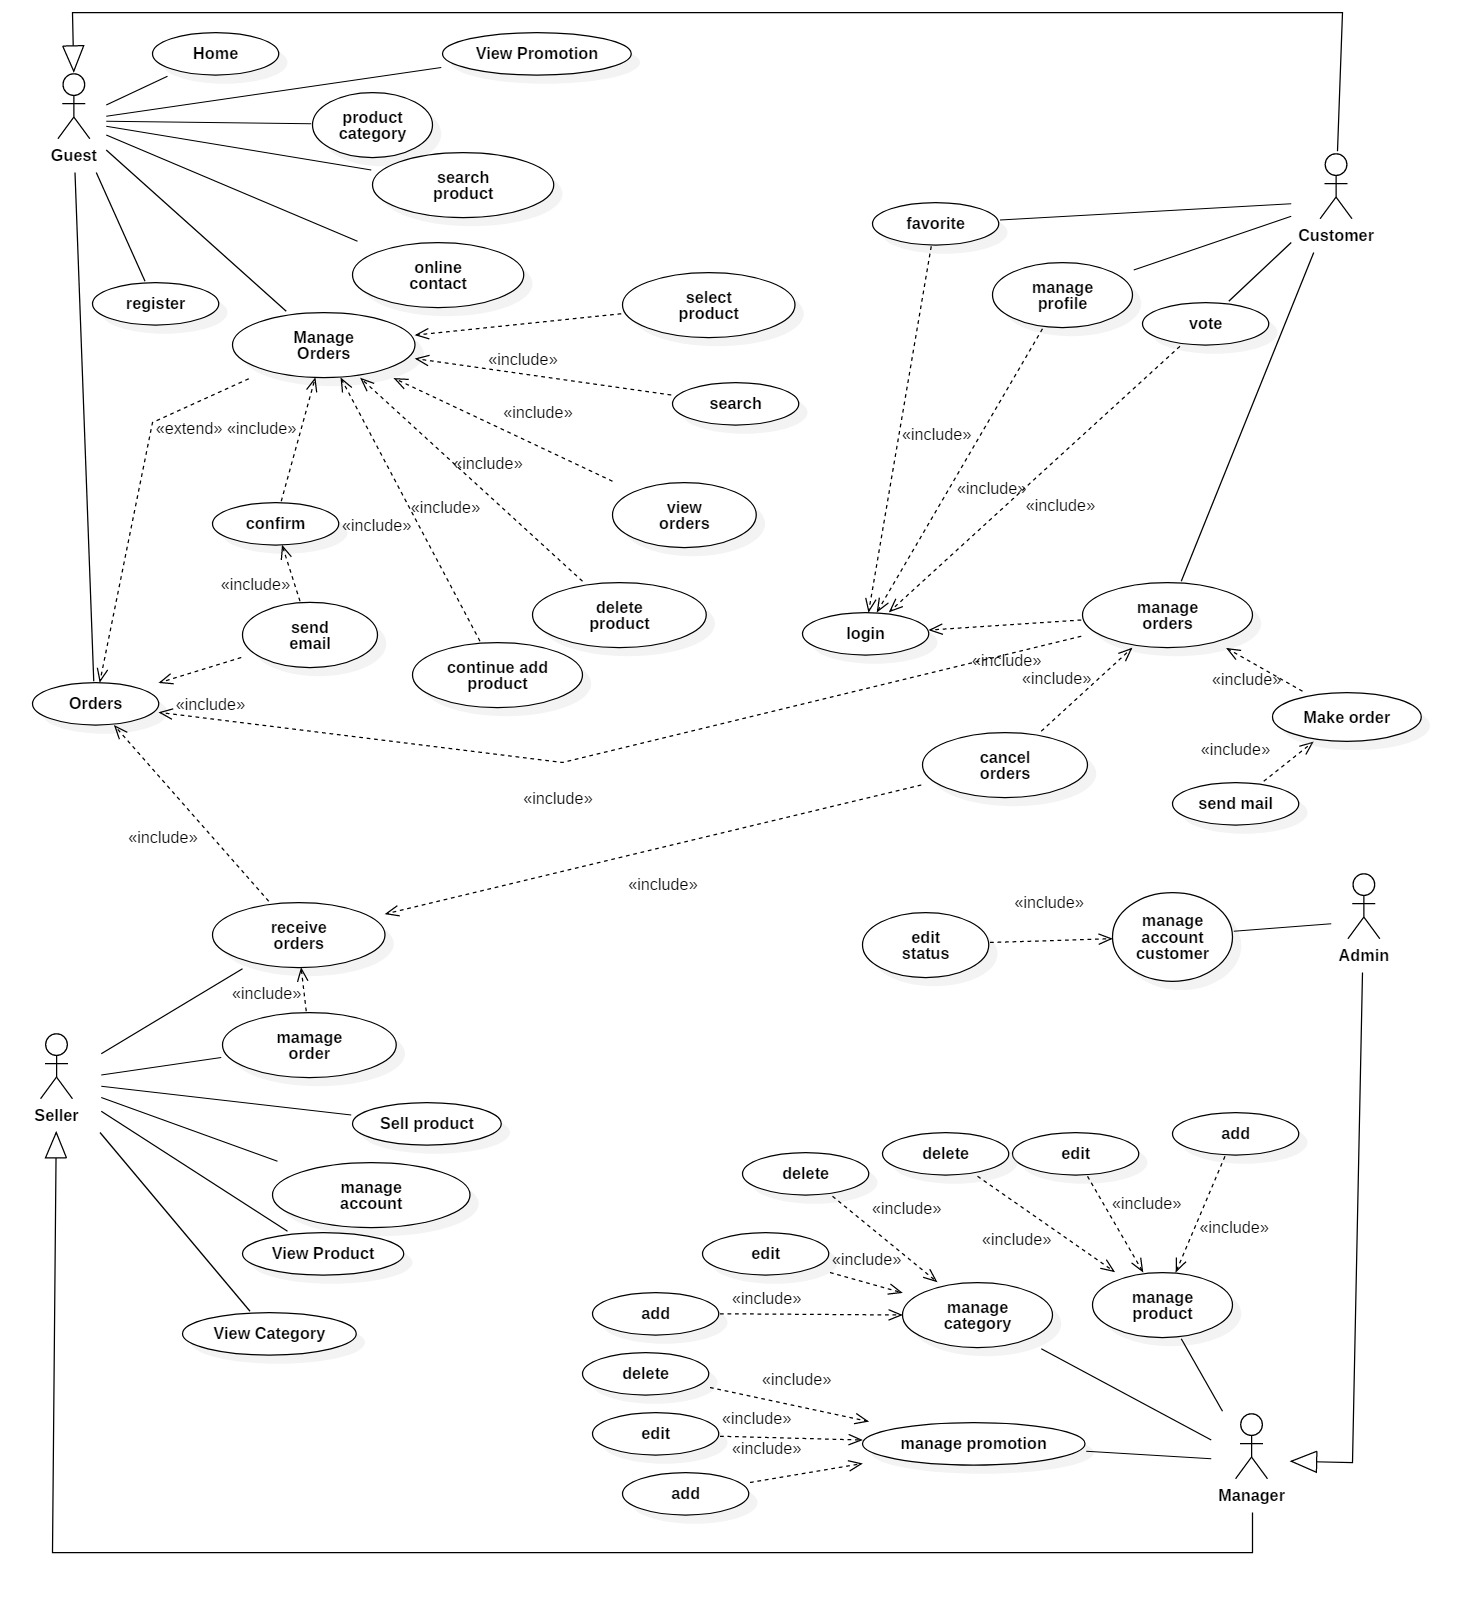 Home
View Promotion
product
category
Guest
search
product
favorite
Customer
online
contact
manage
profile
register
select
product
vote
Manage
Orders
«include»
search
«include»
«extend»
«include»
«include»
«include»
«include»
«include»
view
orders
«include»
«include»
confirm
«include»
«include»
delete
product
manage
orders
send
email
login
continue add
product
«include»
«include»
«include»
Orders
«include»
Make order
«include»
cancel
orders
«include»
send mail
«include»
«include»
«include»
manage
account
customer
receive
orders
edit
status
Admin
«include»
mamage
order
Seller
Sell product
add
delete
edit
delete
manage
account
«include»
«include»
«include»
«include»
View Product
edit
«include»
«include»
manage
category
manage
product
add
View Category
delete
«include»
«include»
edit
manage promotion
«include»
add
Manager